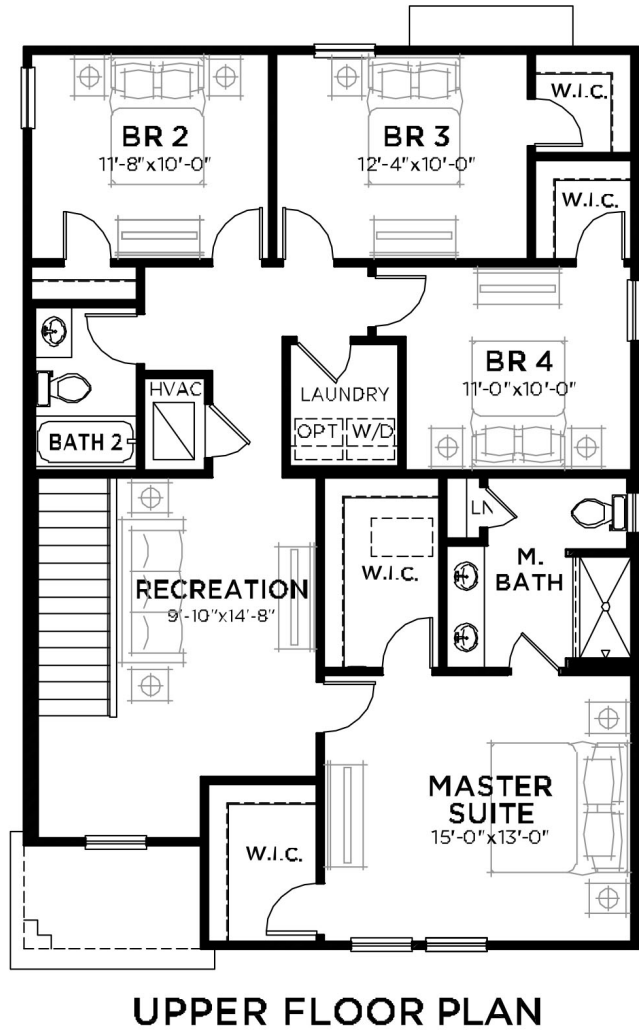 BR 2
11'-8"x10'-0"
BR 3
12'-4"x10'-0"
W.I.C.
W.I.C.
BR 4
11'-0"x10'-0"
HVAC
LAUNDRY
OPT W/D
BATH 2
LN
M.
BATH
W.I.C.
RECREATION
9'-10"x14'-8"
MASTER
SUITE
15'-0"x13'-0"
W.I.C.
UPPER FLOOR PLAN